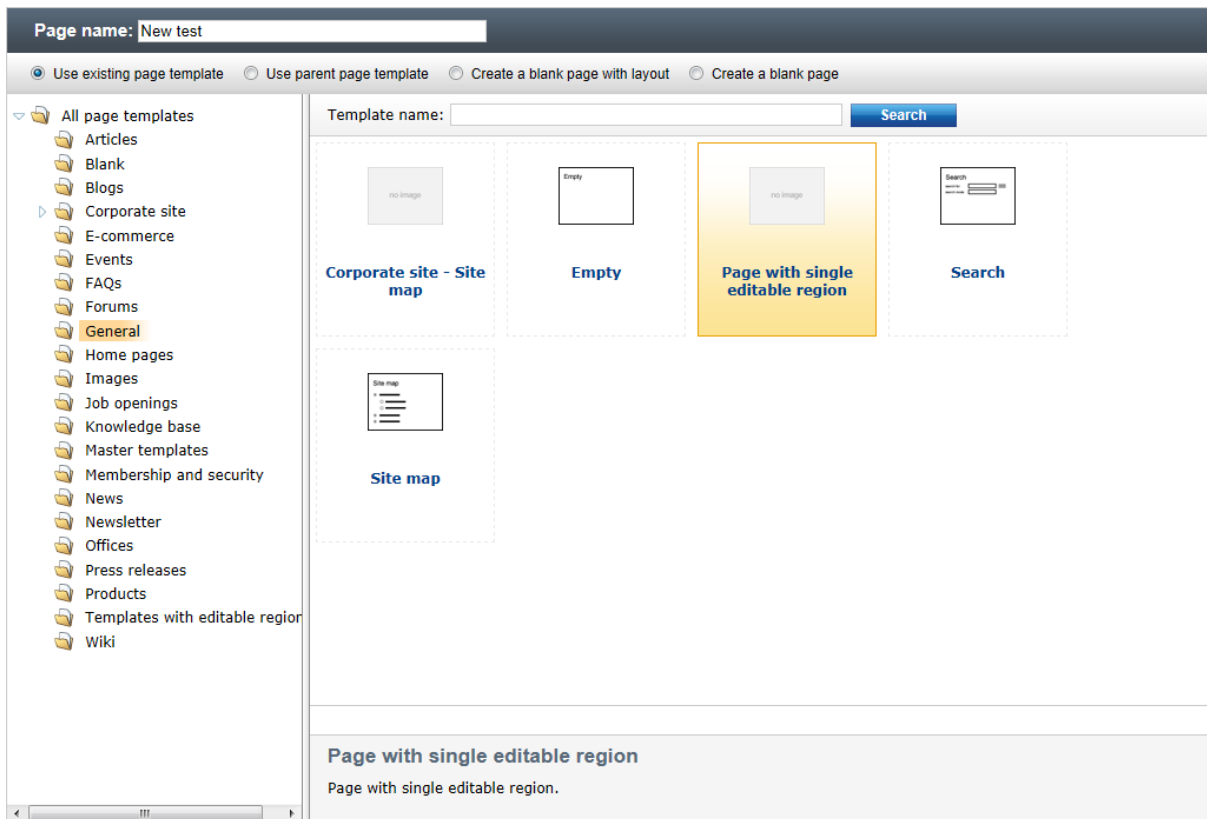 Page name: New test
Use existing page template Use parent page template Create a blank page with layout Create a blank page
All page templates
Articles
Blank
Blogs
Corporate site
E-commerce
Events
FAQs
Forums
General
Home pages
Images
Job openings
Knowledge base
Master templates
Membership and security
News
Newsletter
Offices
Press releases
Products
Templates with editable region
Wiki
Template name: Search
no image
Corporate site - Site
map
Empty
Empty
no image
Page with single
editable region
Search
Search
Site map
Site map
Page with single editable region
Page with single editable region.